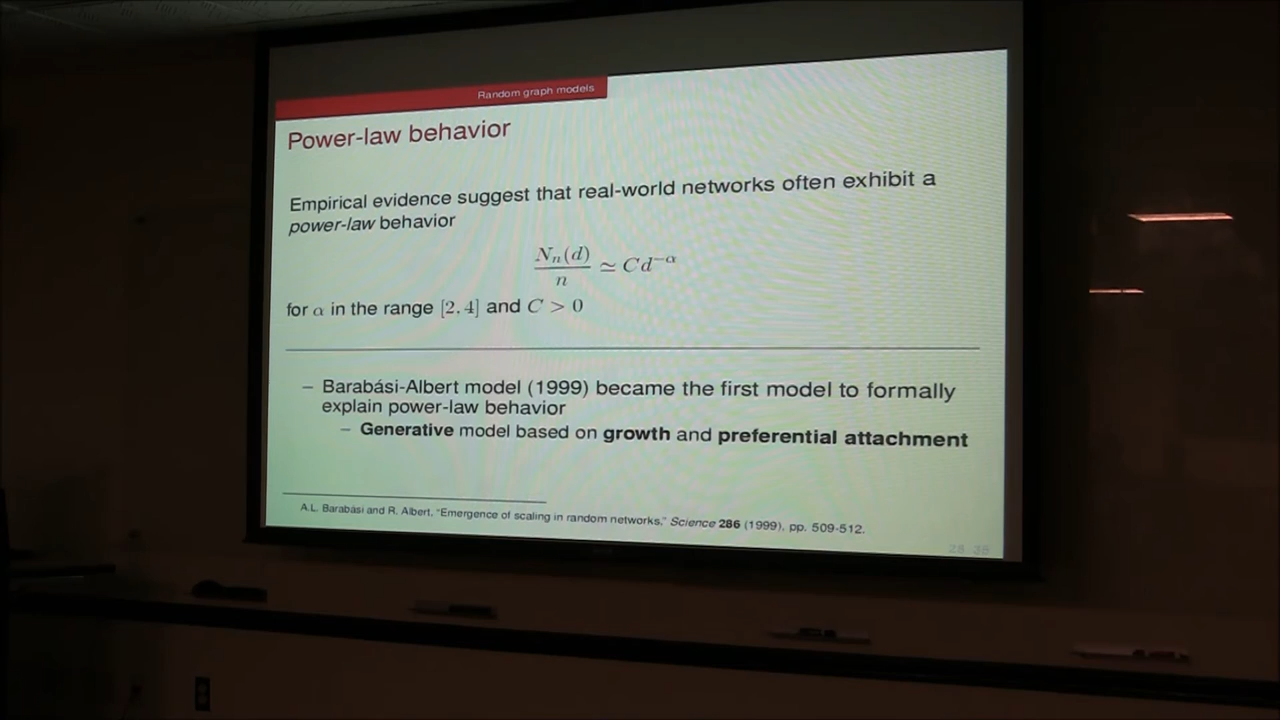 Random graph models
Power-law behavior
Empirical evidence suggest that real-world networks often exhibit a
power-law behavior
N_n(d)/n ≃ Cd^{-α}
for α in the range [2, 4] and C > 0
– Barabási-Albert model (1999) became the first model to formally
explain power-law behavior
– Generative model based on growth and preferential attachment
A.L. Barabási and R. Albert, "Emergence of scaling in random networks," Science 286 (1999), pp. 509-512.